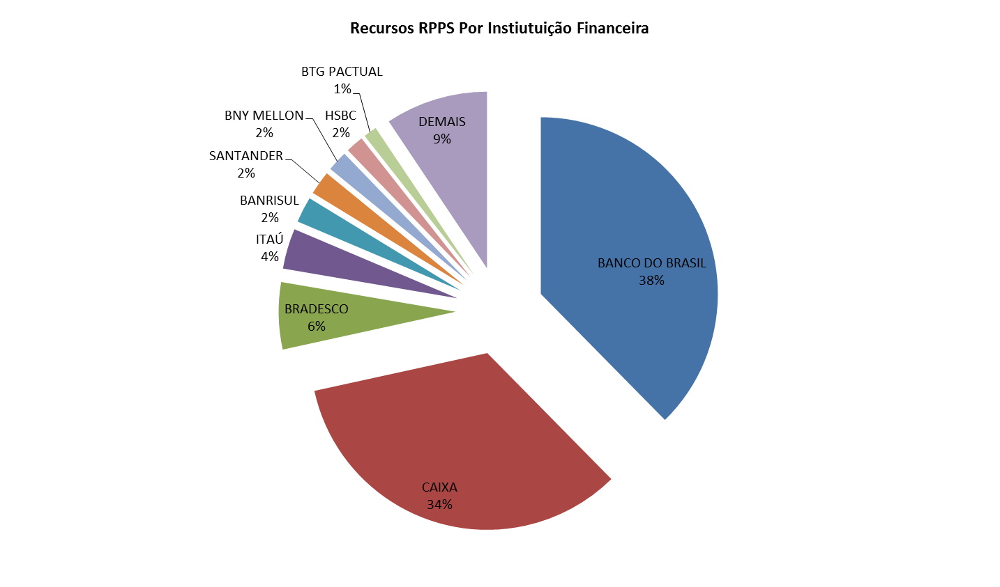 Recursos RPPS Por Instiutuição Financeira
BTG PACTUAL
1%
BNY MELLON
2%
HSBC
2%
DEMAIS
9%
SANTANDER
2%
BANRISUL
2%
ITAÚ
4%
BANCO DO BRASIL
38%
BRADESCO
6%
CAIXA
34%